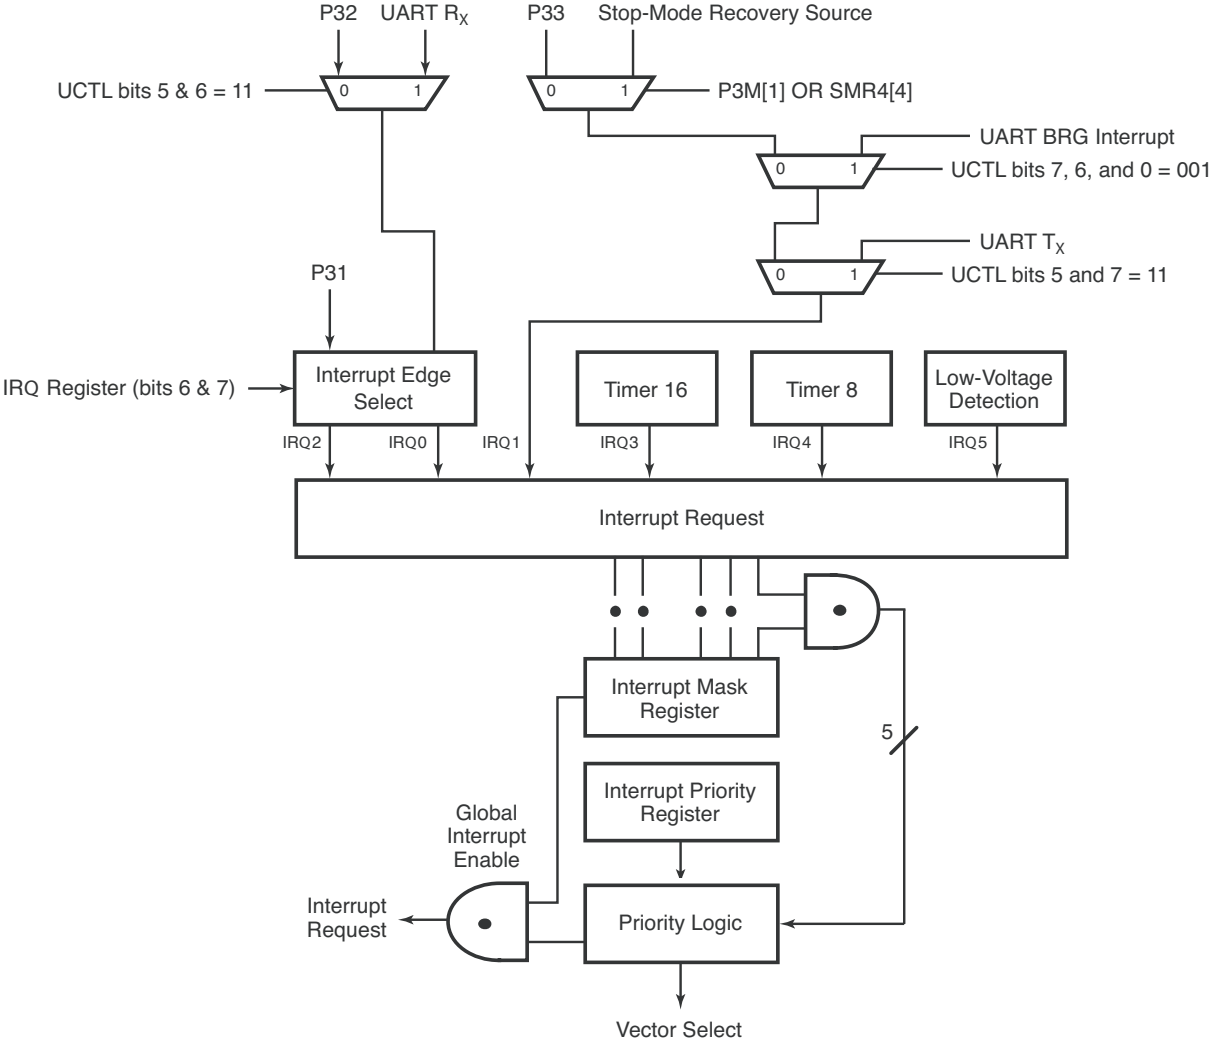 P32 UART RX P33 Stop-Mode Recovery Source
UCTL bits 5 & 6 = 11 0 1 0 1 P3M[1] OR SMR4[4]
UART BRG Interrupt
0 1 UCTL bits 7, 6, and 0 = 001
UART TX
P31 0 1 UCTL bits 5 and 7 = 11
IRQ Register (bits 6 & 7)
Interrupt Edge
Select
Timer 16
Timer 8
Low-Voltage
Detection
IRQ2 IRQ0 IRQ1 IRQ3 IRQ4 IRQ5
Interrupt Request
Interrupt Mask
Register
5
Interrupt Priority
Register
Global
Interrupt
Enable
Interrupt
Request
Priority Logic
Vector Select